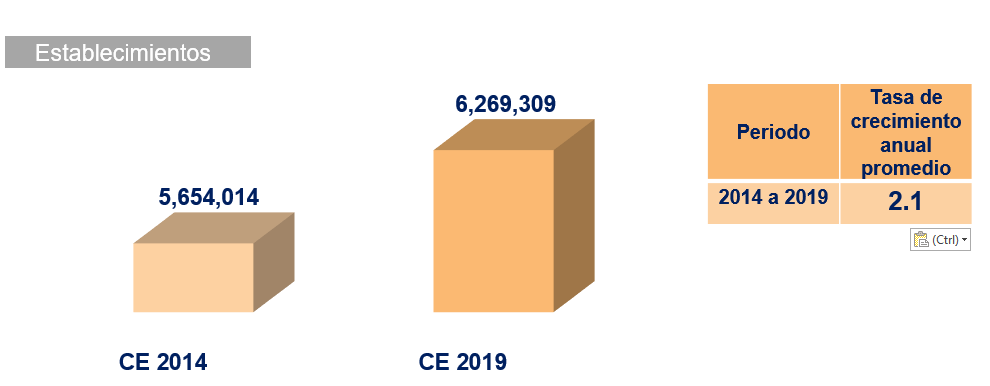 Establecimientos
5,654,014
6,269,309
CE 2014
CE 2019
Periodo
Tasa de
crecimiento
anual
promedio
2014 a 2019
2.1
(Ctrl)